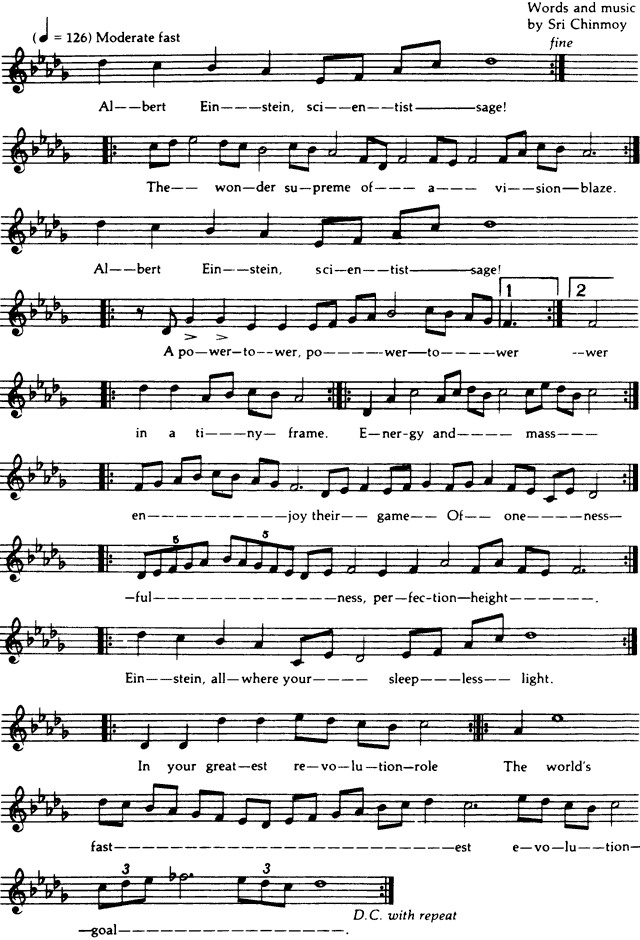 Words and music
by Sri Chinmoy
(♩ = 126) Moderate fast
fine
Al––bert Ein–––stein, sci–en––tist––––sage!
The–– won–der su–preme of––– a––– vi–sion–blaze.
Al––bert Ein–––stein, sci–en––tist––––sage!
1 2
A po–wer–to––wer, po–––––wer–to––––wer ––wer
in a ti–––ny– frame. E–ner–gy and–––– mass–––
en––––––––––joy their–– game– Of– one––– ness–
5 5
–ful––––––––––––ness, per–fec–tion–height––––––.
Ein–stein, all–where your––– sleep–––less–– light.
In your great–est re–vo–lu–tion–role The world's
fast––––––––––––––––––––––––est e–vo–lu–tion–
3 3
–goal––––––––––––––––.
D.C. with repeat